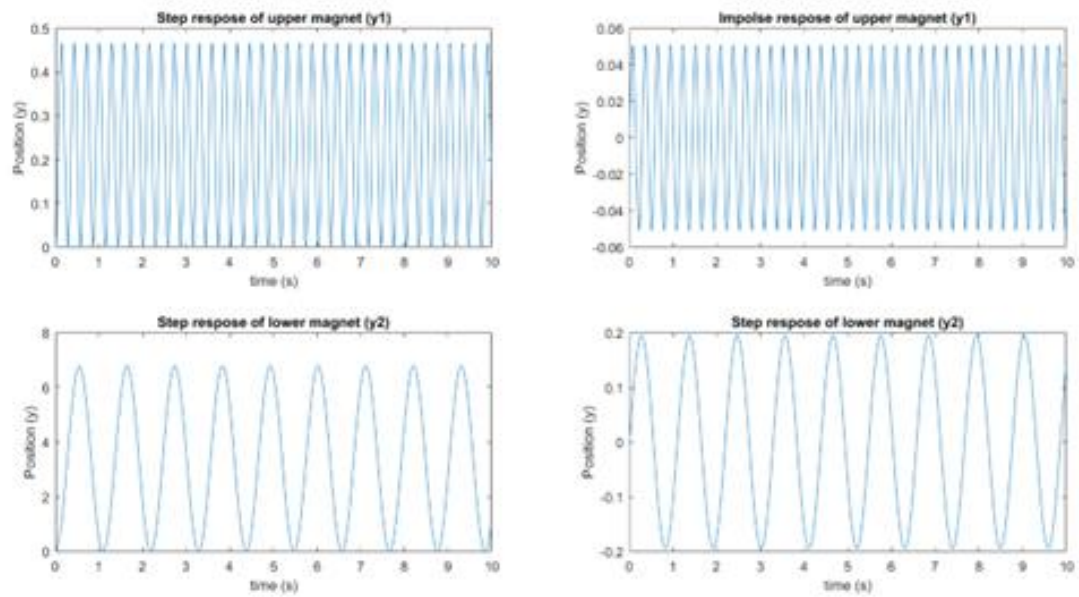 Step respose of upper magnet (y1)
Position (y)
0.5
0.4
0.3
0.2
0.1
0
0 1 2 3 4 5 6 7 8 9 10
time (s)
Impolse respose of upper magnet (y1)
Position (y)
0.06
0.04
0.02
0
-0.02
-0.04
-0.06
0 1 2 3 4 5 6 7 8 9 10
time (s)
Step respose of lower magnet (y2)
Position (y)
8
6
4
2
0
0 1 2 3 4 5 6 7 8 9 10
time (s)
Step respose of lower magnet (y2)
Position (y)
0.2
0.1
0
-0.1
-0.2
0 1 2 3 4 5 6 7 8 9 10
time (s)